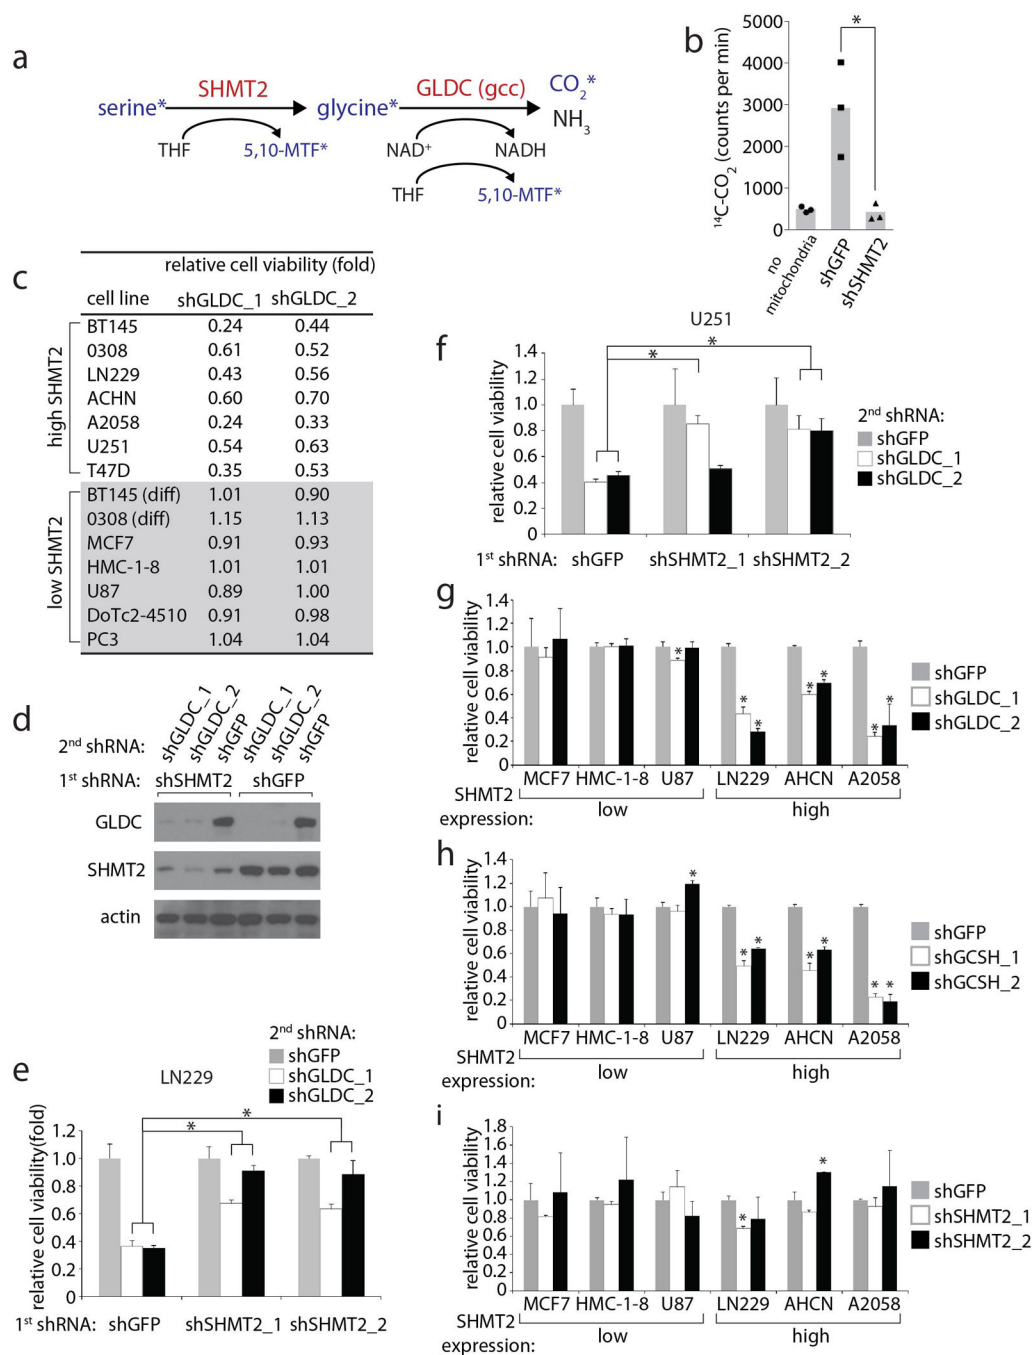 a
SHMT2
GLDC (gcc)
CO2*
serine*
glycine*
NH3
THF
5,10-MTF*
NAD+
NADH
THF
5,10-MTF*
b
14C-CO2 (counts per min)
5000
4000
3000
2000
1000
0
*
no mitochondria
shGFP
shSHMT2
c
relative cell viability (fold)
cell line shGLDC_1 shGLDC_2
high SHMT2
BT145 0.24 0.44
0308 0.61 0.52
LN229 0.43 0.56
ACHN 0.60 0.70
A2058 0.24 0.33
U251 0.54 0.63
T47D 0.35 0.53
low SHMT2
BT145 (diff) 1.01 0.90
0308 (diff) 1.15 1.13
MCF7 0.91 0.93
HMC-1-8 1.01 1.01
U87 0.89 1.00
DoTc2-4510 0.91 0.98
PC3 1.04 1.04
d
2nd shRNA: shGLDC_1 shGLDC_2 shGFP shGLDC_1 shGLDC_2 shGFP
1st shRNA: shSHMT2 shGFP
GLDC
SHMT2
actin
e
LN229
2nd shRNA:
shGFP
shGLDC_1
shGLDC_2
relative cell viability(fold)
1.2
1.0
0.8
0.6
0.4
0.2
0
*
*
1st shRNA: shGFP shSHMT2_1 shSHMT2_2
f
U251
relative cell viability
1.4
1.2
1
0.8
0.6
0.4
0.2
0
*
*
2nd shRNA:
shGFP
shGLDC_1
shGLDC_2
1st shRNA: shGFP shSHMT2_1 shSHMT2_2
g
relative cell viability
1.4
1.2
1.0
0.8
0.6
0.4
0.2
0
* * * * * * *
shGFP
shGLDC_1
shGLDC_2
MCF7 HMC-1-8 U87 LN229 AHCN A2058
SHMT2 expression: low high
h
relative cell viability
1.4
1.2
1.0
0.8
0.6
0.4
0.2
0
* * * * * * *
shGFP
shGCSH_1
shGCSH_2
MCF7 HMC-1-8 U87 LN229 AHCN A2058
SHMT2 expression: low high
i
relative cell viability
1.8
1.6
1.4
1.2
1.0
0.8
0.6
0.4
0.2
0
* *
shGFP
shSHMT2_1
shSHMT2_2
MCF7 HMC-1-8 U87 LN229 AHCN A2058
SHMT2 expression: low high